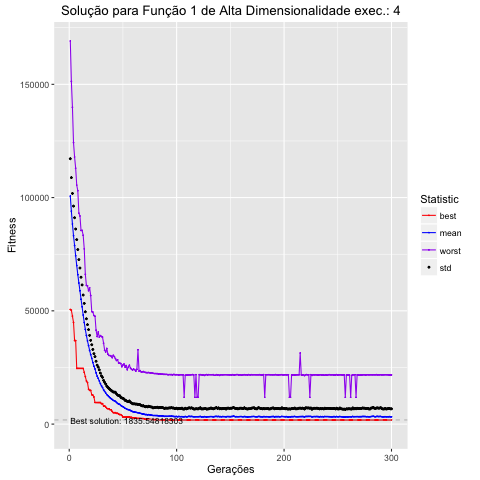 Solução para Função 1 de Alta Dimensionalidade exec.: 4
150000
100000
50000
0
Fitness
Best solution: 1835.54818303
0
100
200
300
Gerações
Statistic
best
mean
worst
std